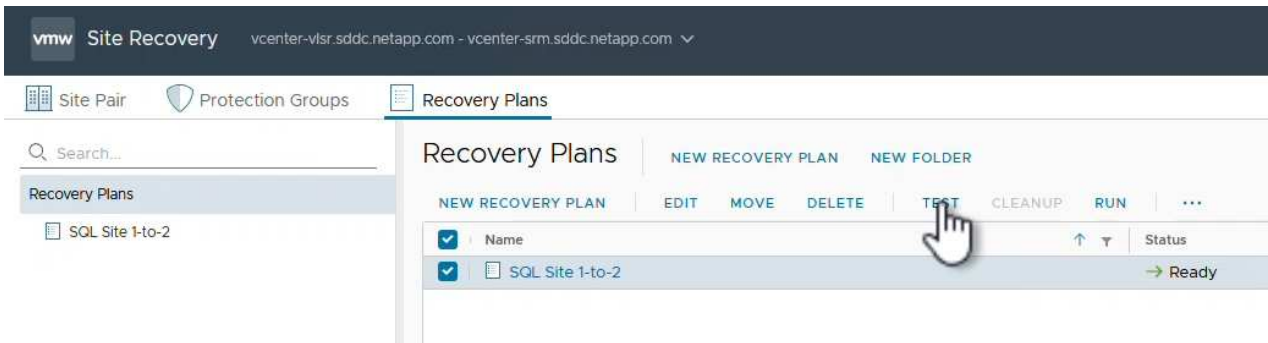 vmw Site Recovery vcenter-vlsr.sddc.netapp.com - vcenter-srm.sddc.netapp.com
Site Pair Protection Groups Recovery Plans
Search...
Recovery Plans
SQL Site 1-to-2
Recovery Plans NEW RECOVERY PLAN NEW FOLDER
NEW RECOVERY PLAN EDIT MOVE DELETE TEST CLEANUP RUN ...
Name Status
SQL Site 1-to-2 Ready